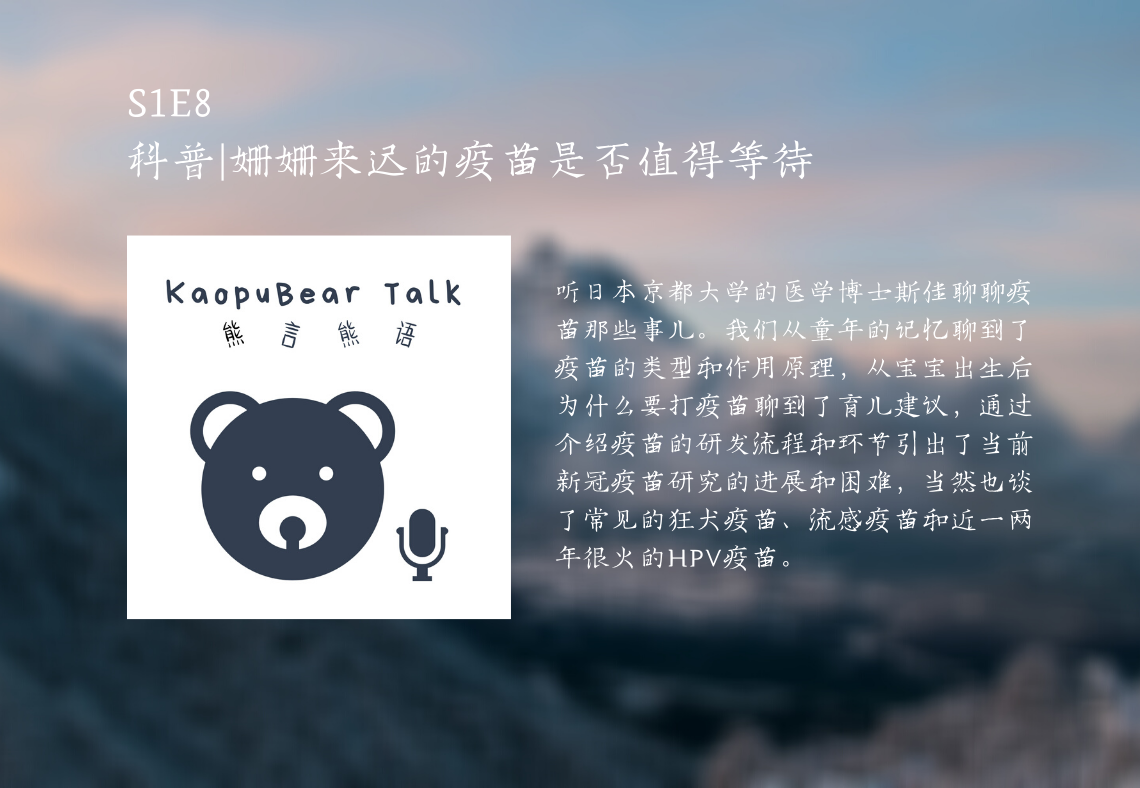 S1E8
科普|姗姗来迟的疫苗是否值得等待
KaopuBear Talk
熊言熊语
听日本京都大学的医学博士斯佳聊聊疫
苗那些事儿。我们从童年的记忆聊到了
疫苗的类型和作用原理，从宝宝出生后
为什么要打疫苗聊到了育儿建议，通过
介绍疫苗的研发流程和环节引出了当前
新冠疫苗研究的进展和困难，当然也谈
了常见的狂犬疫苗、流感疫苗和近一两
年很火的HPV疫苗。